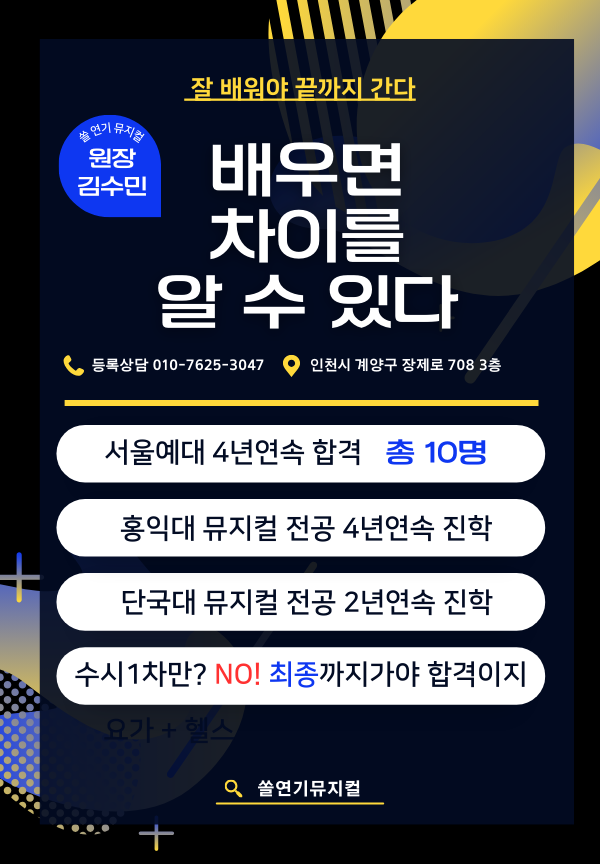 잘 배워야 끝까지 간다
쏠 연기 뮤지컬
원장
김수민
배우면
차이를
알 수 있다
등록상담 010-7625-3047
인천시 계양구 장제로 708 3층
서울예대 4년연속 합격 총 10명
홍익대 뮤지컬 전공 4년연속 진학
단국대 뮤지컬 전공 2년연속 진학
수시1차만? NO! 최종까지가야 합격이지
요가 + 헬스
쏠연기뮤지컬